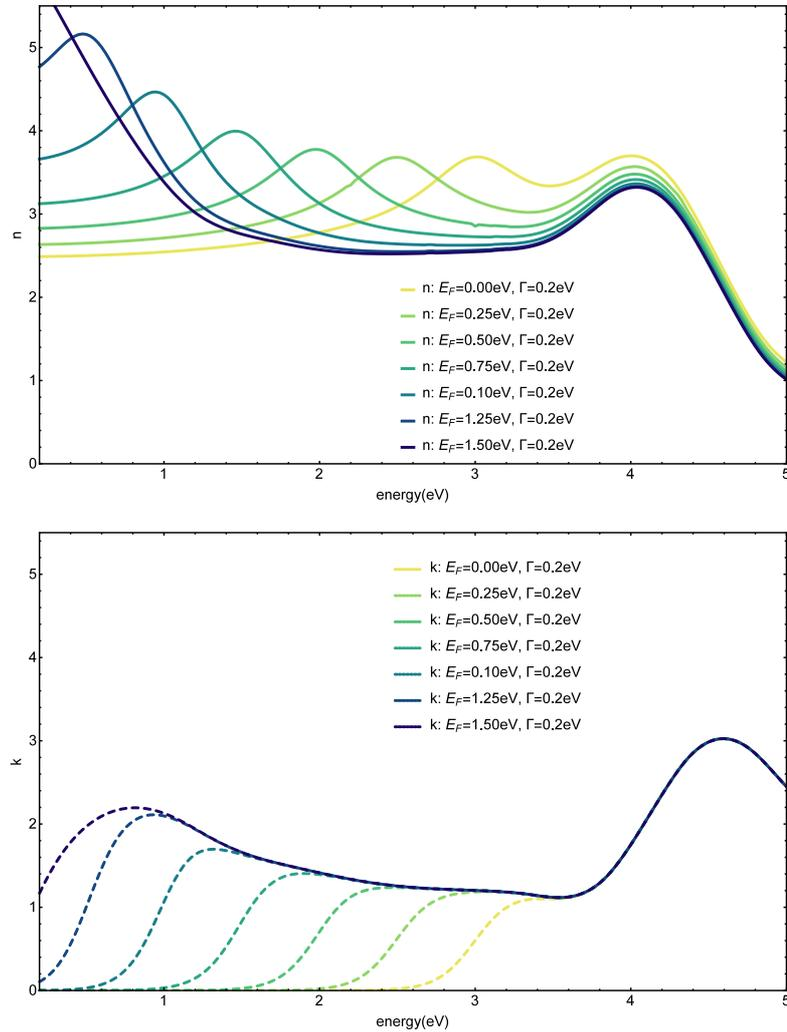 5
4
3
2
1
0
n
n: E_F=0.00eV, Γ=0.2eV
n: E_F=0.25eV, Γ=0.2eV
n: E_F=0.50eV, Γ=0.2eV
n: E_F=0.75eV, Γ=0.2eV
n: E_F=0.10eV, Γ=0.2eV
n: E_F=1.25eV, Γ=0.2eV
n: E_F=1.50eV, Γ=0.2eV
1 2 3 4 5
energy(eV)
5
4
3
2
1
0
k
k: E_F=0.00eV, Γ=0.2eV
k: E_F=0.25eV, Γ=0.2eV
k: E_F=0.50eV, Γ=0.2eV
k: E_F=0.75eV, Γ=0.2eV
k: E_F=0.10eV, Γ=0.2eV
k: E_F=1.25eV, Γ=0.2eV
k: E_F=1.50eV, Γ=0.2eV
1 2 3 4 5
energy(eV)